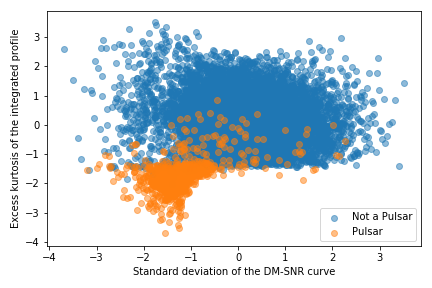 Excess kurtosis of the integrated profile
3
2
1
0
−1
−2
−3
−4
−4 −3 −2 −1 0 1 2 3
Standard deviation of the DM-SNR curve
Not a Pulsar
Pulsar